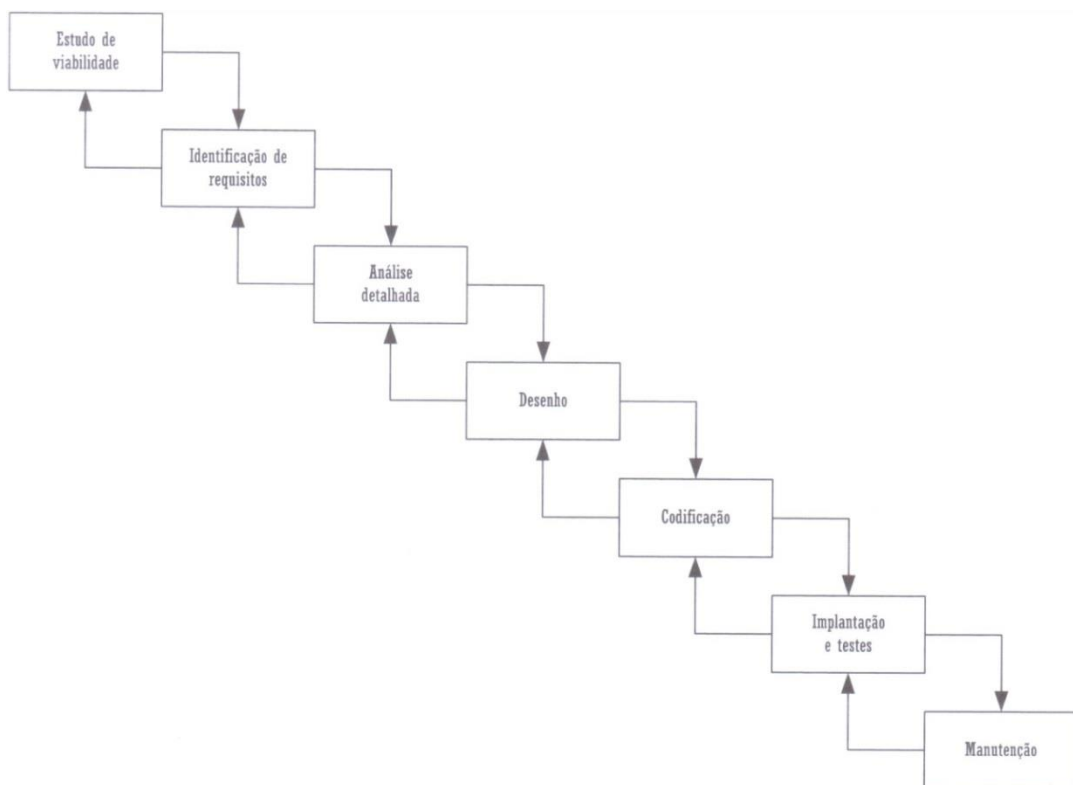 Estudo de
viabilidade
Identificação de
requisitos
Análise
detalhada
Desenho
Codificação
Implantação
e testes
Manutenção